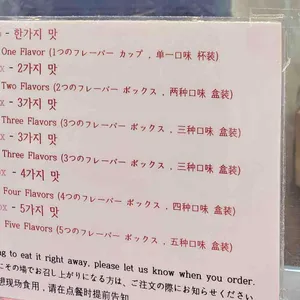 - 한가지 맛
One Flavor (1つのフレーバー カップ , 单一口味 杯装)
x - 2가지 맛
Two Flavors (2つのフレーバー ボックス , 两种口味 盒装)
x - 3가지 맛
Three Flavors (3つのフレーバー ボックス , 三种口味 盒装)
- 3가지 맛
Three Flavors (3つのフレーバー ボックス , 三种口味 盒装)
x - 4가지 맛
Four Flavors (4つのフレーバー ボックス , 四种口味 盒装)
x - 5가지 맛
Five Flavors (5つのフレーバー ボックス , 五种口味 盒装)
ng to eat it right away, please let us know when you order.
にその場でお召し上がりになる方は、ご注文の際にお知らせください
想现场食用, 请在点餐时提前告知